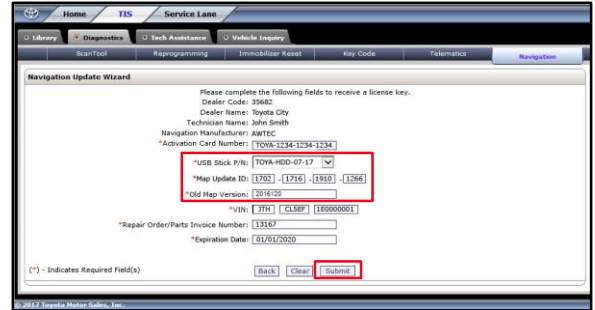 Home TIS Service Lane
Library Diagnostics Tech Assistance Vehicle Inquiry
ScanTool Reprogramming Immobilizer Reset Key Code Telematics Navigation
Navigation Update Wizard
Please complete the following fields to receive a license key.
Dealer Code: 35682
Dealer Name: Toyota City
Technician Name: John Smith
Navigation Manufacturer: AWTEC
*Activation Card Number: TOYA-1234-1234-1234
*USB Stick P/N: TOYA-HDD-07-17
*Map Update ID: 1702 - 1716 - 1910 - 1266
*Old Map Version: 2016120
*VIN: JTH CL5EF 1E0000001
*Repair Order/Parts Invoice Number: 13167
*Expiration Date: 01/01/2020
(*) - Indicates Required Field(s) Back Clear Submit
© 2017 Toyota Motor Sales, Inc.